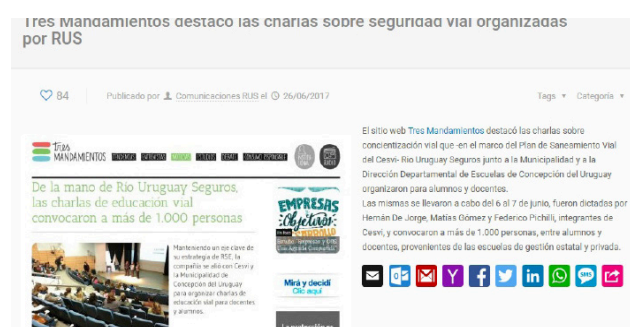 Tres Mandamientos destacó las charlas sobre seguridad vial organizadas
por RUS
84
Publicado por Comunicaciones RUS el 26/06/2017
Tags
Categoría
El sitio web Tres Mandamientos destacó las charlas sobre
concientización vial que -en el marco del Plan de Saneamiento Vial
del Cesvi- Río Uruguay Seguros junto a la Municipalidad y a la
Dirección Departamental de Escuelas de Concepción del Uruguay
organizaron para alumnos y docentes.
Las mismas se llevaron a cabo del 6 al 7 de junio, fueron dictadas por
Hernán De Jorge, Matías Gómez y Federico Pichilli, integrantes de
Cesvi, y convocaron a más de 1.000 personas, entre alumnos y
docentes, provenientes de las escuelas de gestión estatal y privada.
Tres
MANDAMIENTOS
De la mano de Río Uruguay Seguros,
las charlas de educación vial
convocaron a más de 1.000 personas
Manteniendo un eje clave de
su estrategia de RSE, la
compañía se alió con Cesvi y
la Municipalidad de
Concepción del Uruguay
para organizar charlas de
educación vial para docentes
y alumnos.
EMPRESAS
Objetivos:
Mirá y decidí
Clic aquí
SMS